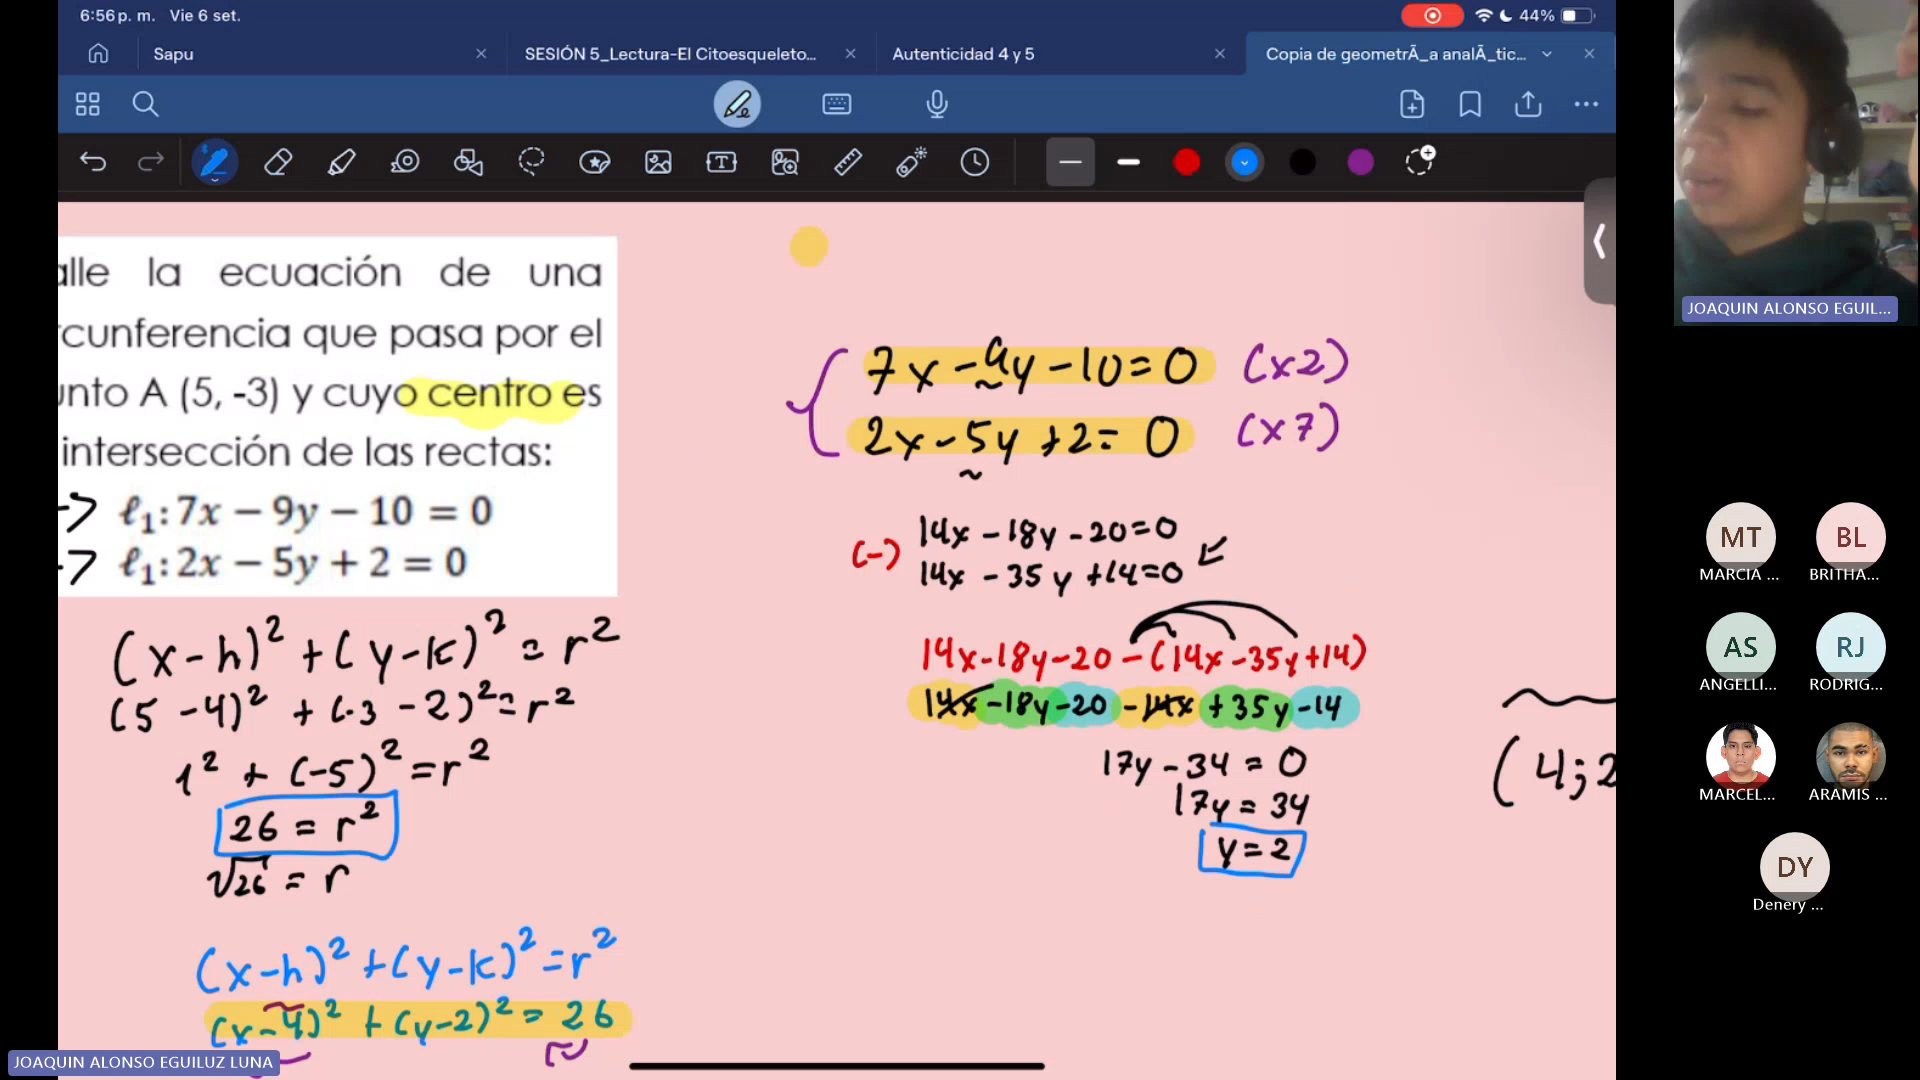 6:56 p. m. Vie 6 set.
44%
Sapu
SESIÓN 5_Lectura-El Citoesqueleto...
Autenticidad 4 y 5
Copia de geometrÃ_a analÃ_tic...
alle la ecuación de una
cunferencia que pasa por el
unto A (5, -3) y cuyo centro es
intersección de las rectas:
-> ℓ₁: 7x − 9y − 10 = 0
-> ℓ₁: 2x − 5y + 2 = 0
(x-h)² + (y-k)² = r²
(5 -4)² + (-3 -2)² = r²
1² + (-5)² = r²
26 = r²
√26 = r
(x-h)² + (y-k)² = r²
(x-4)² + (y-2)² = 26
7x - 9y - 10 = 0 (x2)
2x - 5y + 2 = 0 (x7)
14x - 18y - 20 = 0
(-)
14x - 35y + 14 = 0
14x - 18y - 20 - (14x - 35y + 14)
14x - 18y - 20 - 14x + 35y - 14
17y - 34 = 0
17y = 34
y = 2
(4;2
JOAQUIN ALONSO EGUIL...
MT
MARCIA ...
BL
BRITHA...
AS
ANGELLI...
RJ
RODRIG...
MARCEL...
ARAMIS ...
DY
Denery ...
JOAQUIN ALONSO EGUILUZ LUNA